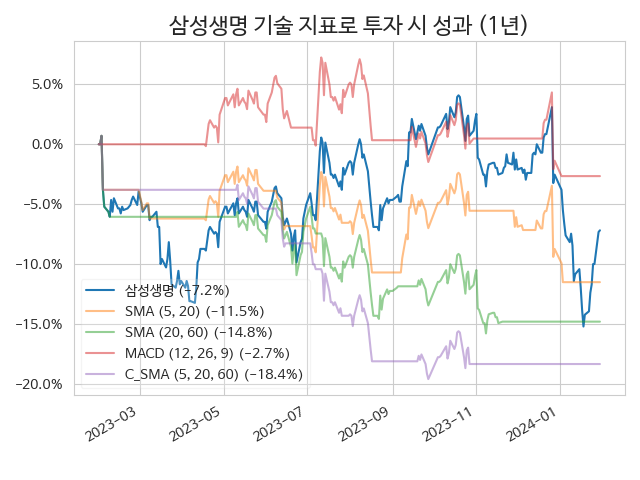 삼성생명 기술 지표로 투자 시 성과 (1년)
5.0%
0.0%
−5.0%
−10.0%
−15.0%
−20.0%
삼성생명 (−7.2%)
SMA (5, 20) (−11.5%)
SMA (20, 60) (−14.8%)
MACD (12, 26, 9) (−2.7%)
C_SMA (5, 20, 60) (−18.4%)
2023−03
2023−05
2023−07
2023−09
2023−11
2024−01